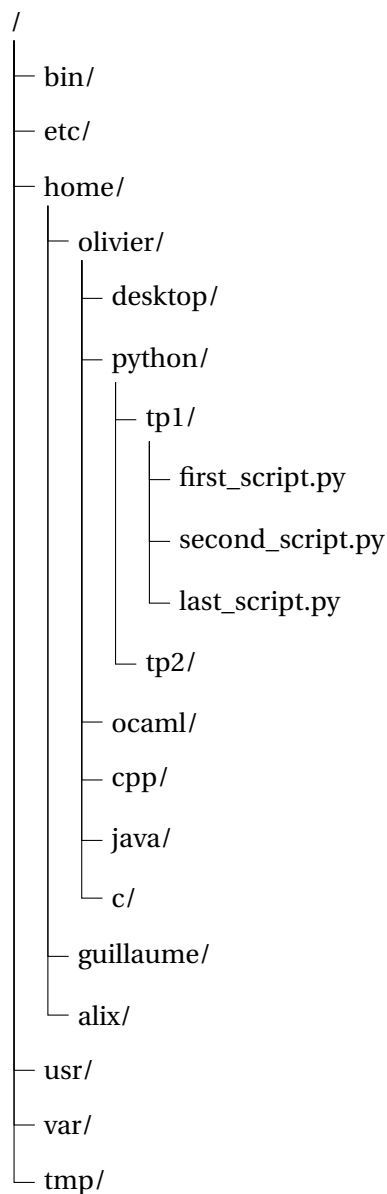 /
bin/
etc/
home/
olivier/
desktop/
python/
tp1/
first_script.py
second_script.py
last_script.py
tp2/
ocaml/
cpp/
java/
c/
guillaume/
alix/
usr/
var/
tmp/